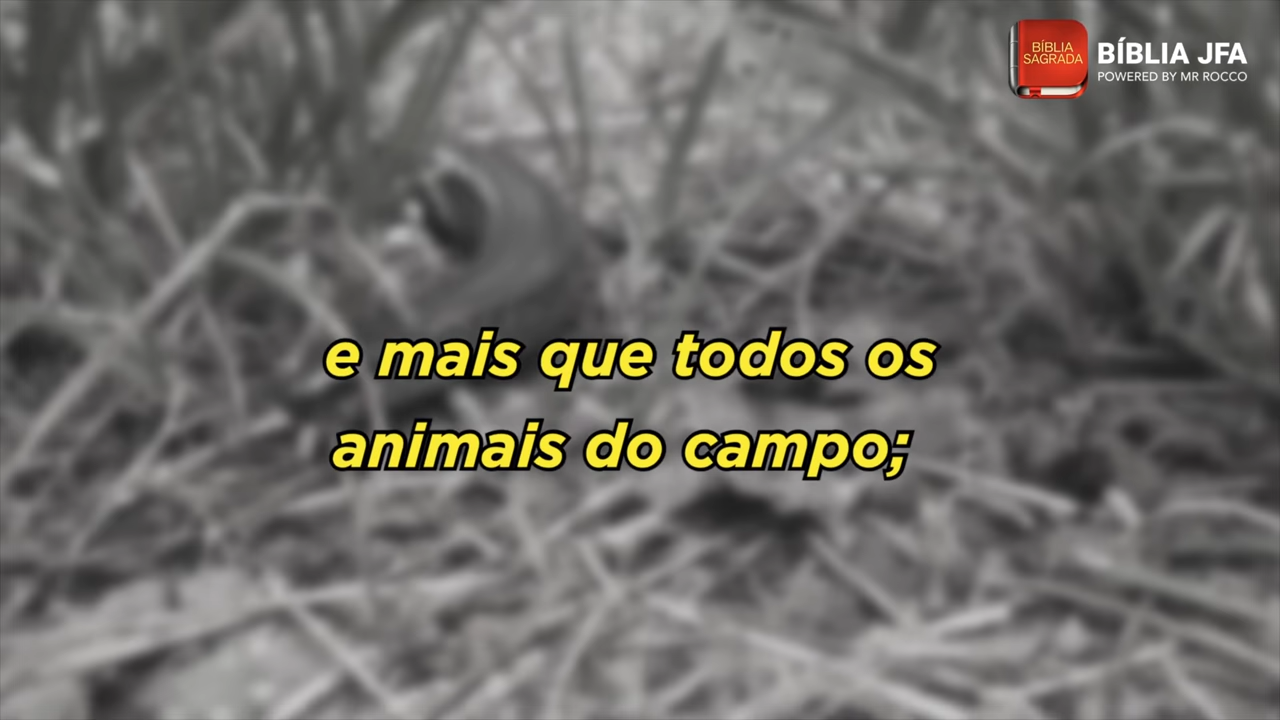 BÍBLIA
SAGRADA
BÍBLIA JFA
POWERED BY MR ROCCO
e mais que todos os
animais do campo;